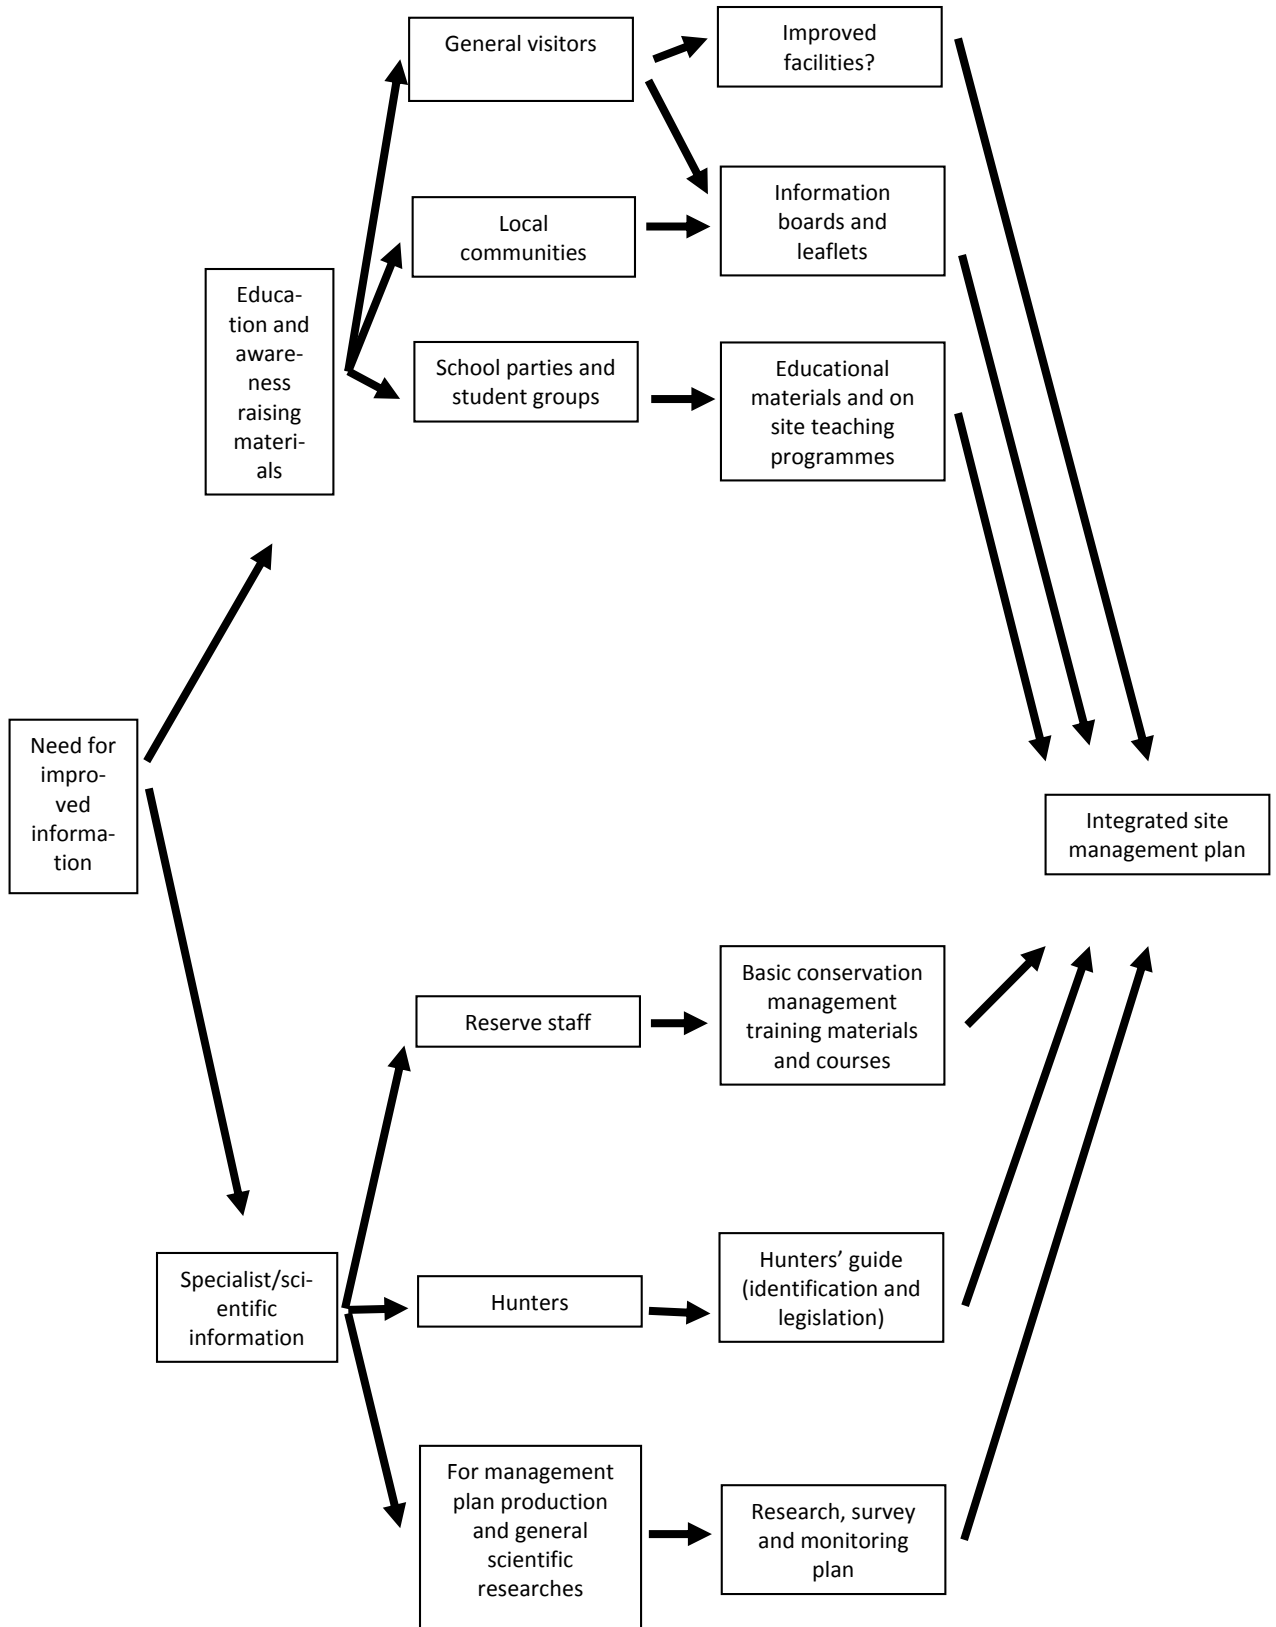 General visitors
Improved
facilities?
Local
communities
Information
boards and
leaflets
Educa-
tion and
aware-
ness
raising
materi-
als
School parties and
student groups
Educational
materials and on
site teaching
programmes
Need for
impro-
ved
informa-
tion
Integrated site
management plan
Reserve staff
Basic conservation
management
training materials
and courses
Specialist/sci-
entific
information
Hunters
Hunters’ guide
(identification and
legislation)
For management
plan production
and general
scientific
researches
Research, survey
and monitoring
plan